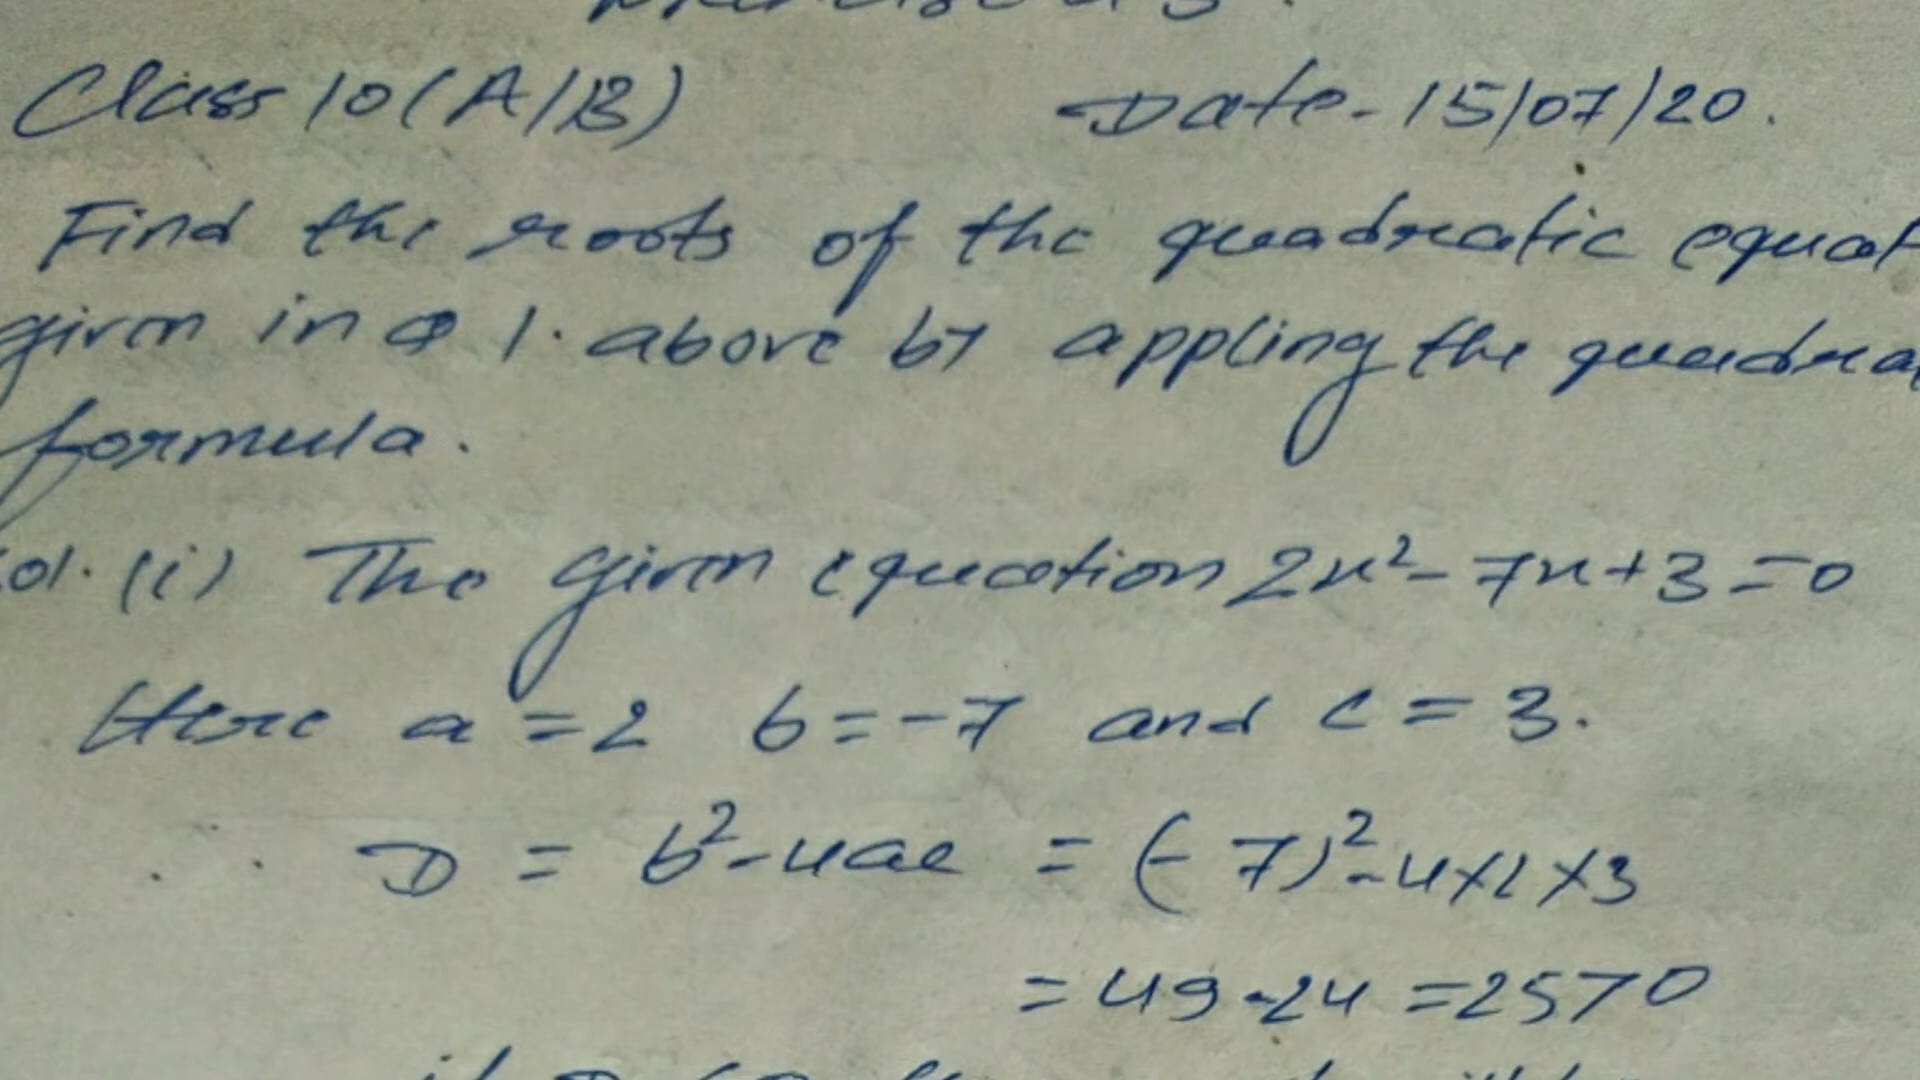 Class 10 (A/B) Date - 15/07/20.
Find the roots of the quadratic equat
given in Q 1. above by appling the quadra
formula.
Sol. (i) The given equation 2x² - 7x + 3 = 0
Here a = 2 b = -7 and c = 3.
D = b² - 4ac = (-7)² - 4×2×3
= 49 - 24 = 25 > 0